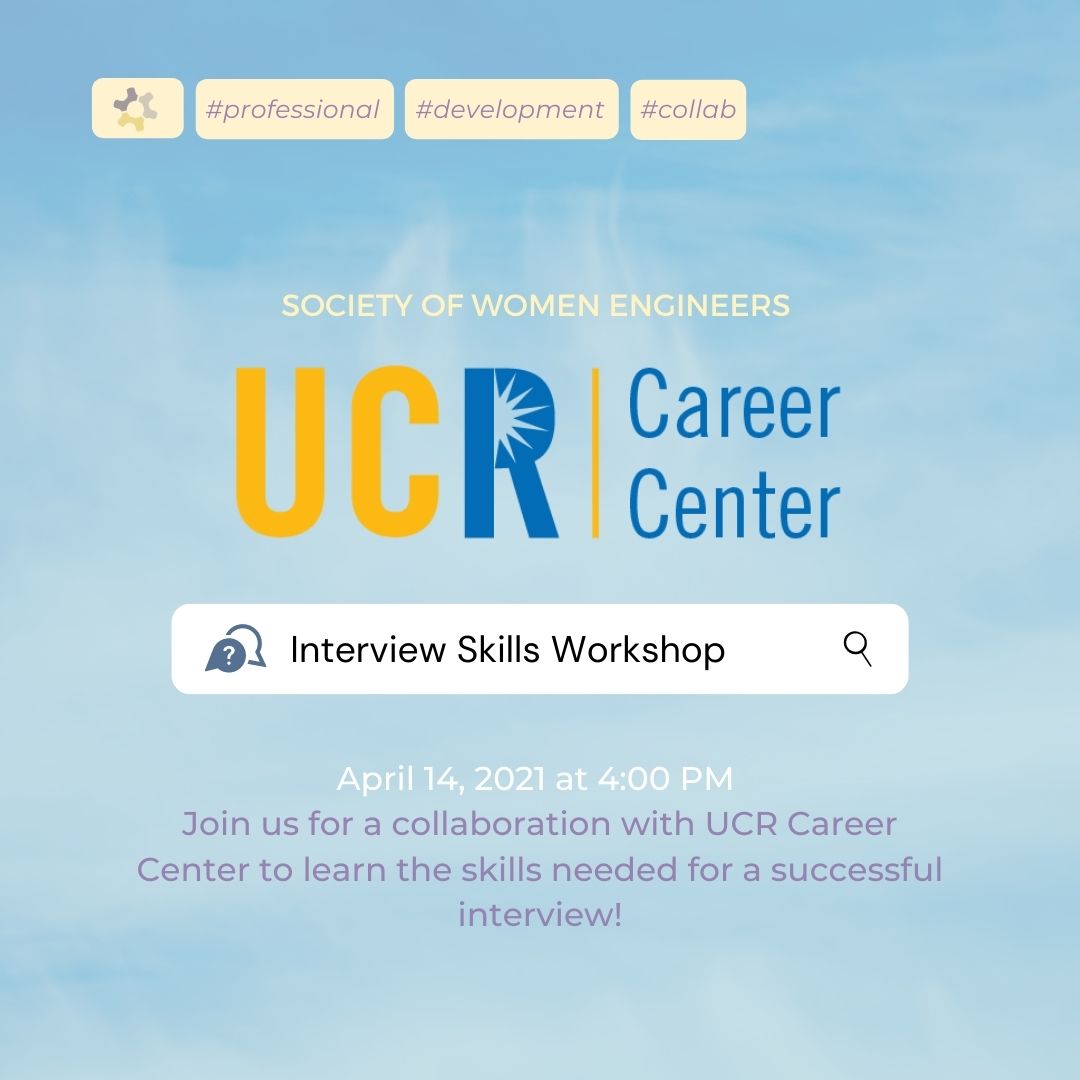 #professional #development #collab
SOCIETY OF WOMEN ENGINEERS
UCR Career
Center
? Interview Skills Workshop
April 14, 2021 at 4:00 PM
Join us for a collaboration with UCR Career
Center to learn the skills needed for a successful
interview!